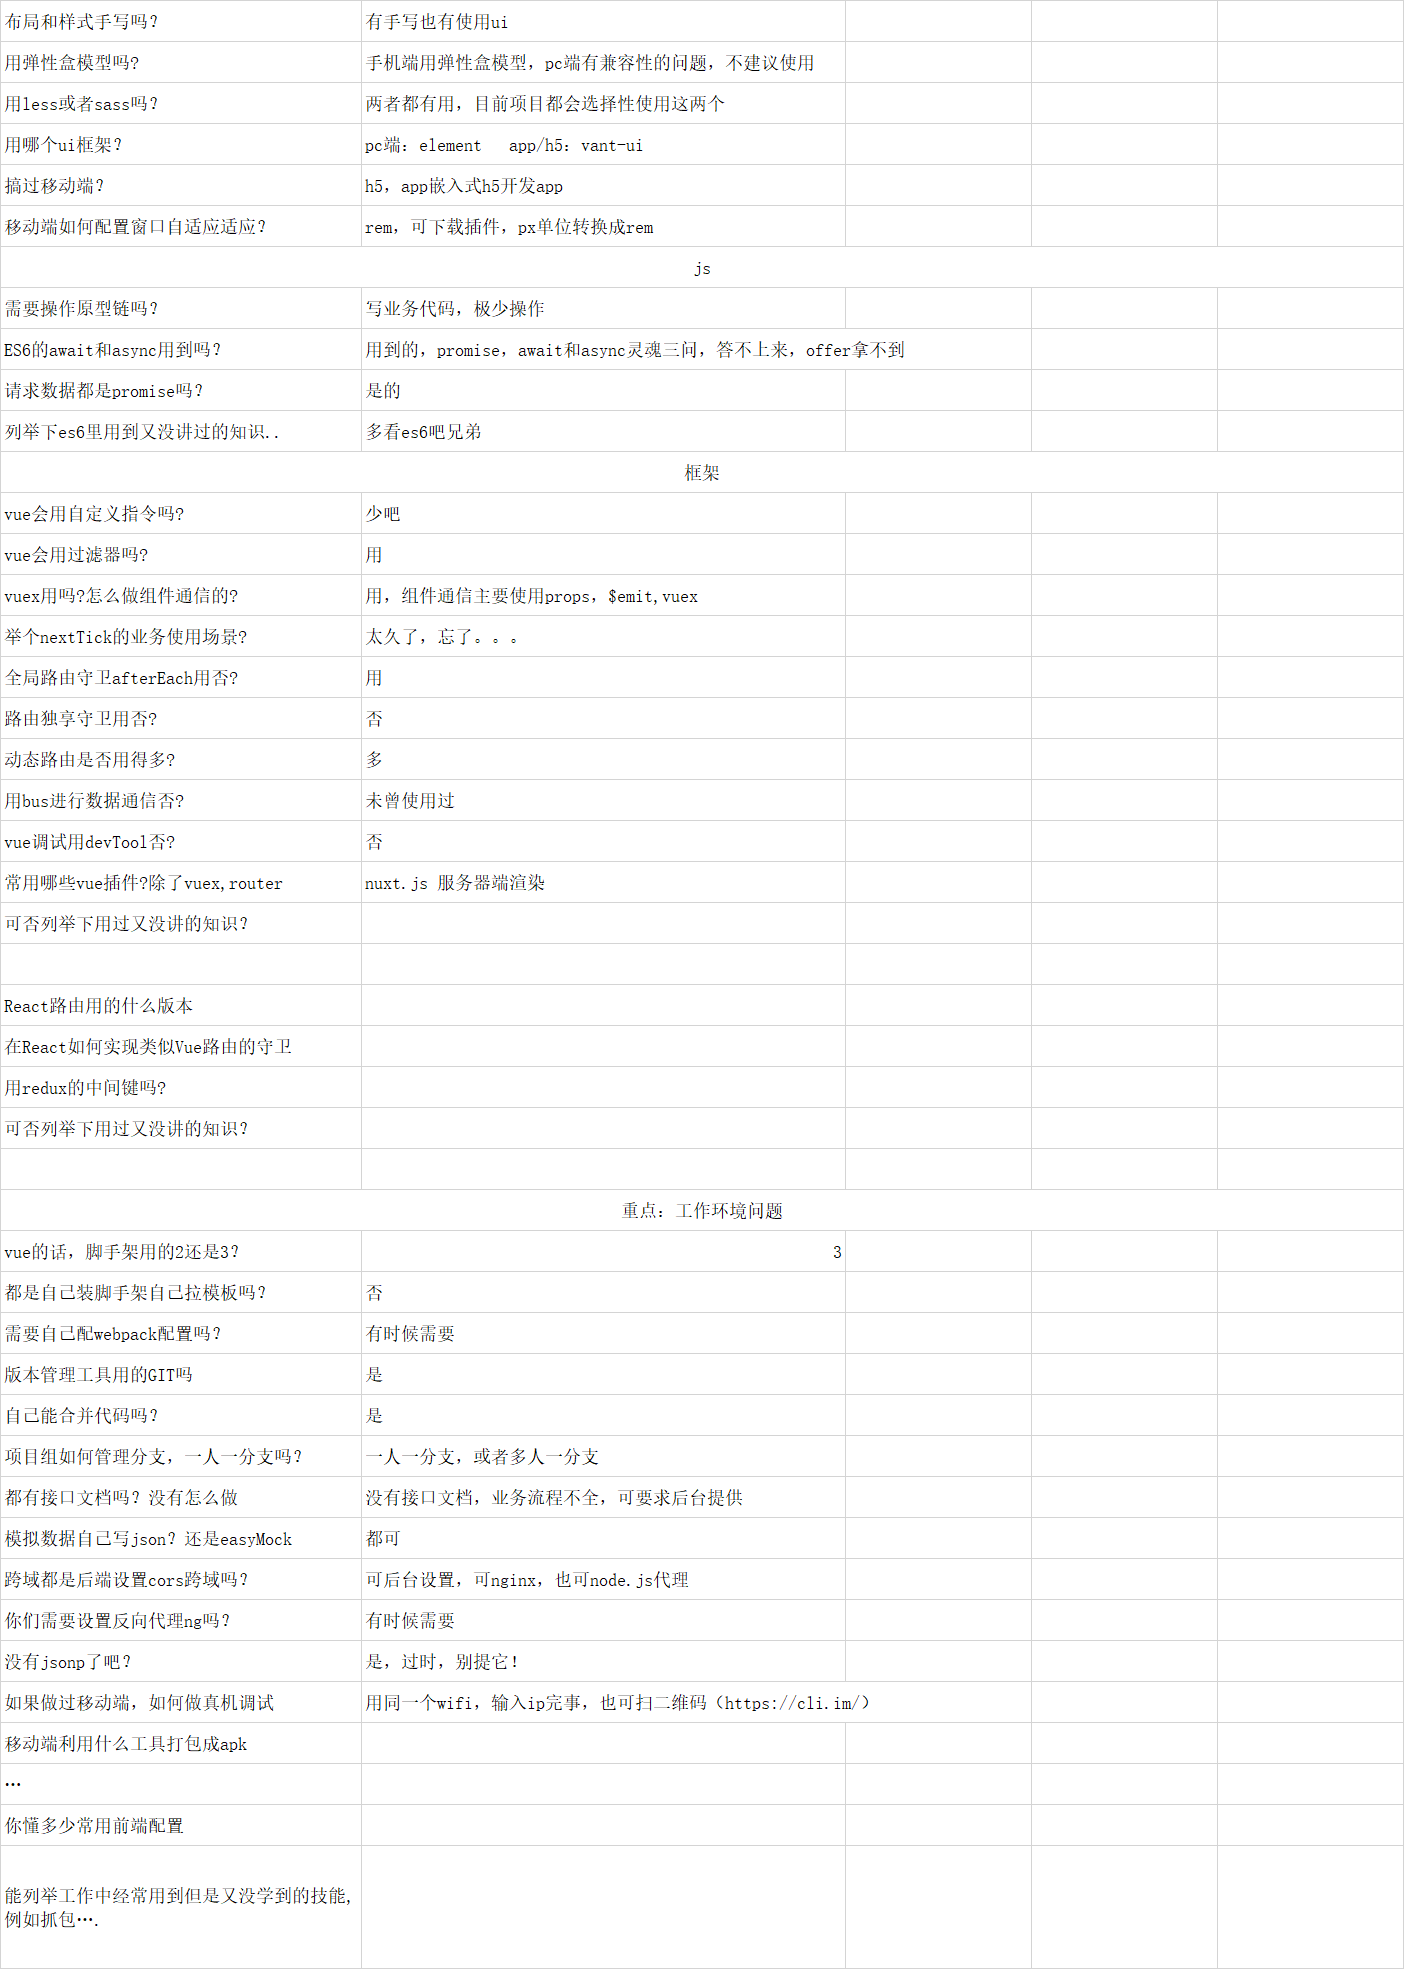 布局和样式手写吗？ 有手写也有使用ui
用弹性盒模型吗? 手机端用弹性盒模型，pc端有兼容性的问题，不建议使用
用less或者sass吗？ 两者都有用，目前项目都会选择性使用这两个
用哪个ui框架？ pc端：element   app/h5：vant-ui
搞过移动端？ h5，app嵌入式h5开发app
移动端如何配置窗口自适应适应？ rem，可下载插件，px单位转换成rem
js
需要操作原型链吗？ 写业务代码，极少操作
ES6的await和async用到吗？ 用到的，promise，await和async灵魂三问，答不上来，offer拿不到
请求数据都是promise吗？ 是的
列举下es6里用到又没讲过的知识.. 多看es6吧兄弟
框架
vue会用自定义指令吗? 少吧
vue会用过滤器吗? 用
vuex用吗?怎么做组件通信的? 用，组件通信主要使用props，$emit,vuex
举个nextTick的业务使用场景? 太久了，忘了。。。
全局路由守卫afterEach用否? 用
路由独享守卫用否? 否
动态路由是否用得多? 多
用bus进行数据通信否? 未曾使用过
vue调试用devTool否? 否
常用哪些vue插件?除了vuex,router nuxt.js 服务器端渲染
可否列举下用过又没讲的知识？
React路由用的什么版本
在React如何实现类似Vue路由的守卫
用redux的中间键吗?
可否列举下用过又没讲的知识？
重点：工作环境问题
vue的话，脚手架用的2还是3？ 3
都是自己装脚手架自己拉模板吗？ 否
需要自己配webpack配置吗？ 有时候需要
版本管理工具用的GIT吗 是
自己能合并代码吗？ 是
项目组如何管理分支，一人一分支吗？ 一人一分支，或者多人一分支
都有接口文档吗？没有怎么做 没有接口文档，业务流程不全，可要求后台提供
模拟数据自己写json？还是easyMock 都可
跨域都是后端设置cors跨域吗？ 可后台设置，可nginx，也可node.js代理
你们需要设置反向代理ng吗？ 有时候需要
没有jsonp了吧？ 是，过时，别提它！
如果做过移动端，如何做真机调试 用同一个wifi，输入ip完事，也可扫二维码（https://cli.im/）
移动端利用什么工具打包成apk
…
你懂多少常用前端配置
能列举工作中经常用到但是又没学到的技能,
例如抓包….